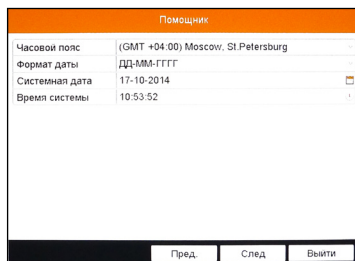 Помощник
Часовой пояс (GMT +04:00) Moscow, St.Petersburg
Формат даты ДД-ММ-ГГГГ
Системная дата 17-10-2014
Время системы 10:53:52
Пред. След Выйти